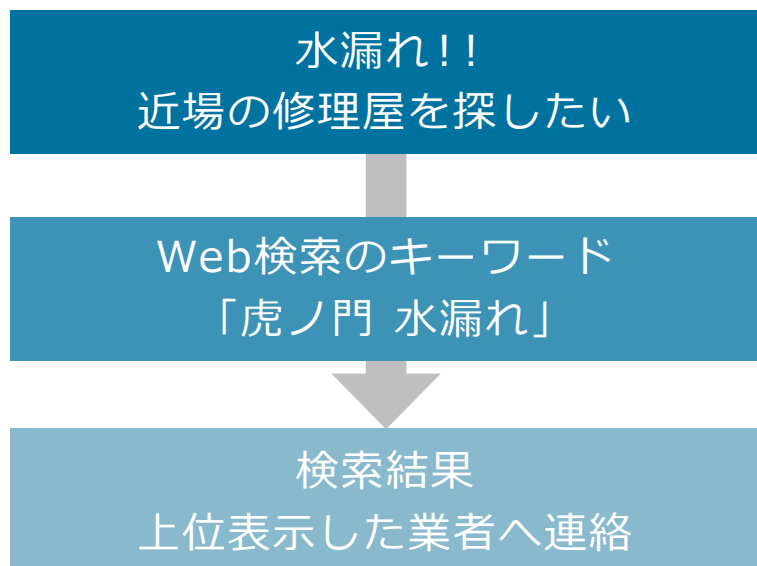 水漏れ!!
近場の修理屋を探したい
Web検索のキーワード
「虎ノ門 水漏れ」
検索結果
上位表示した業者へ連絡